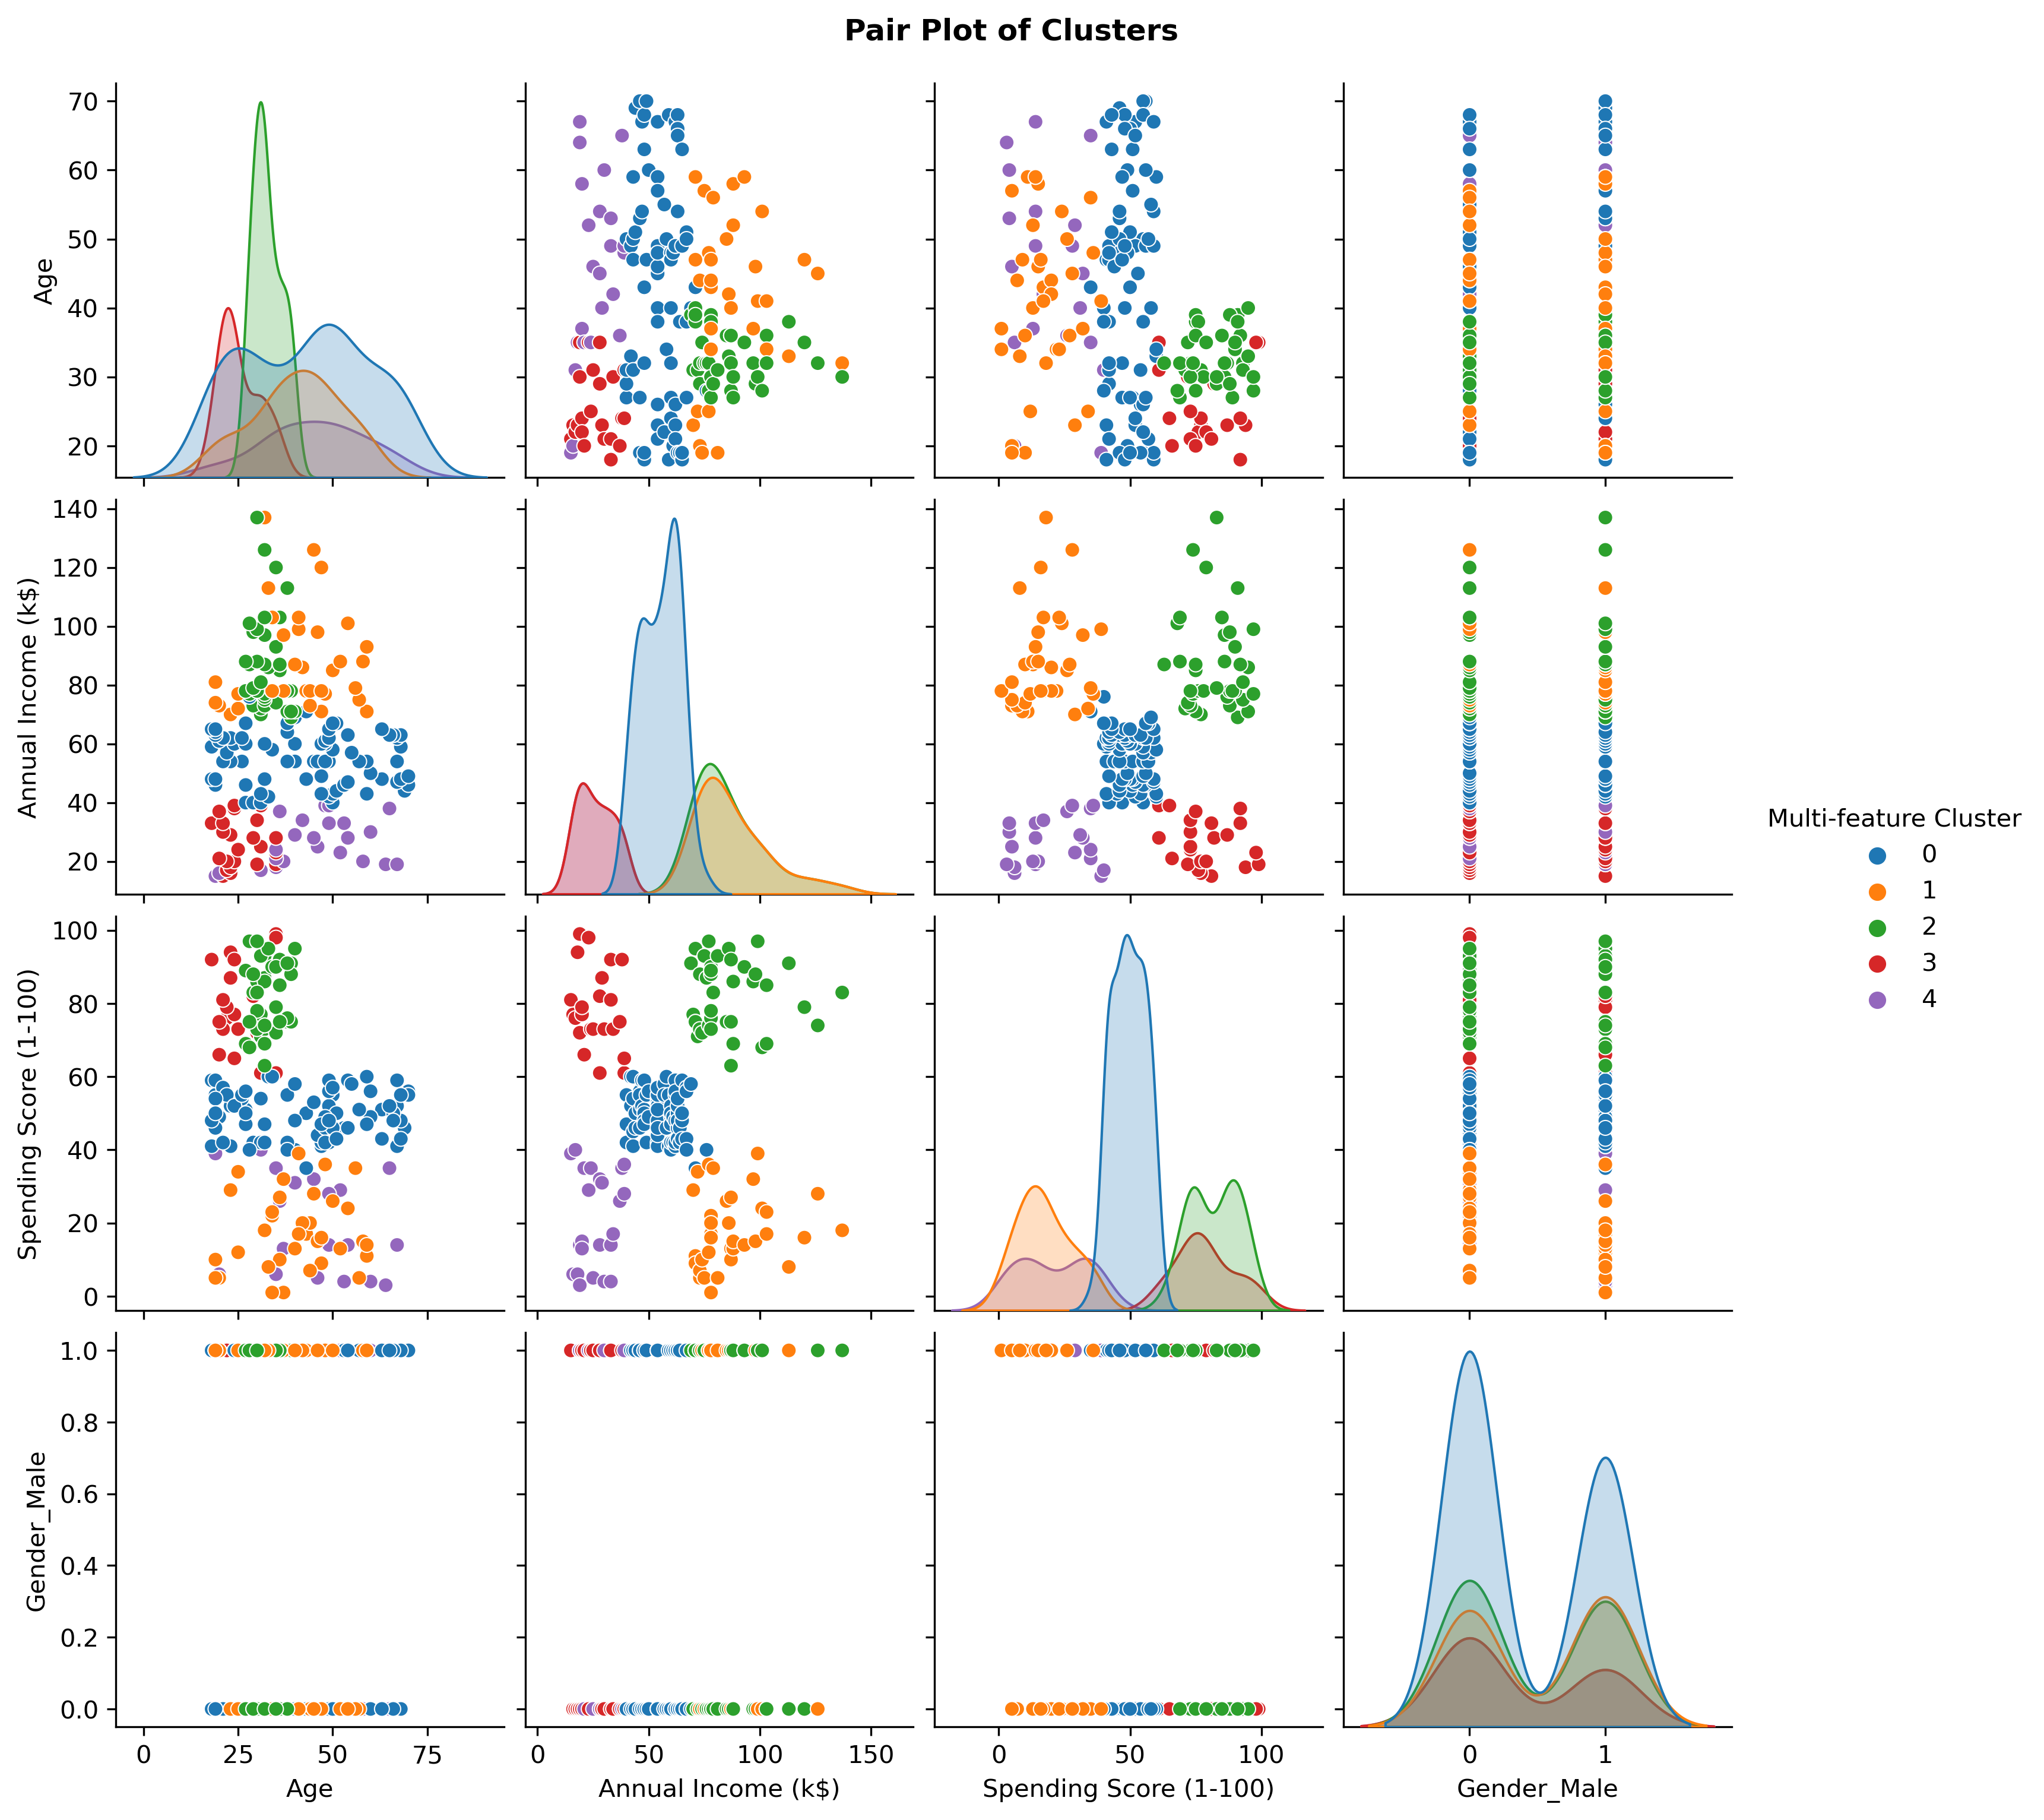 Pair Plot of Clusters
70
60
50
40
30
20
Age
140
120
100
80
60
40
20
Annual Income (k$)
100
80
60
40
20
0
Spending Score (1-100)
1.0
0.8
0.6
0.4
0.2
0.0
Gender_Male
0 25 50 75
Age
0 50 100 150
Annual Income (k$)
0 50 100
Spending Score (1-100)
0 1
Gender_Male
Multi-feature Cluster
0
1
2
3
4